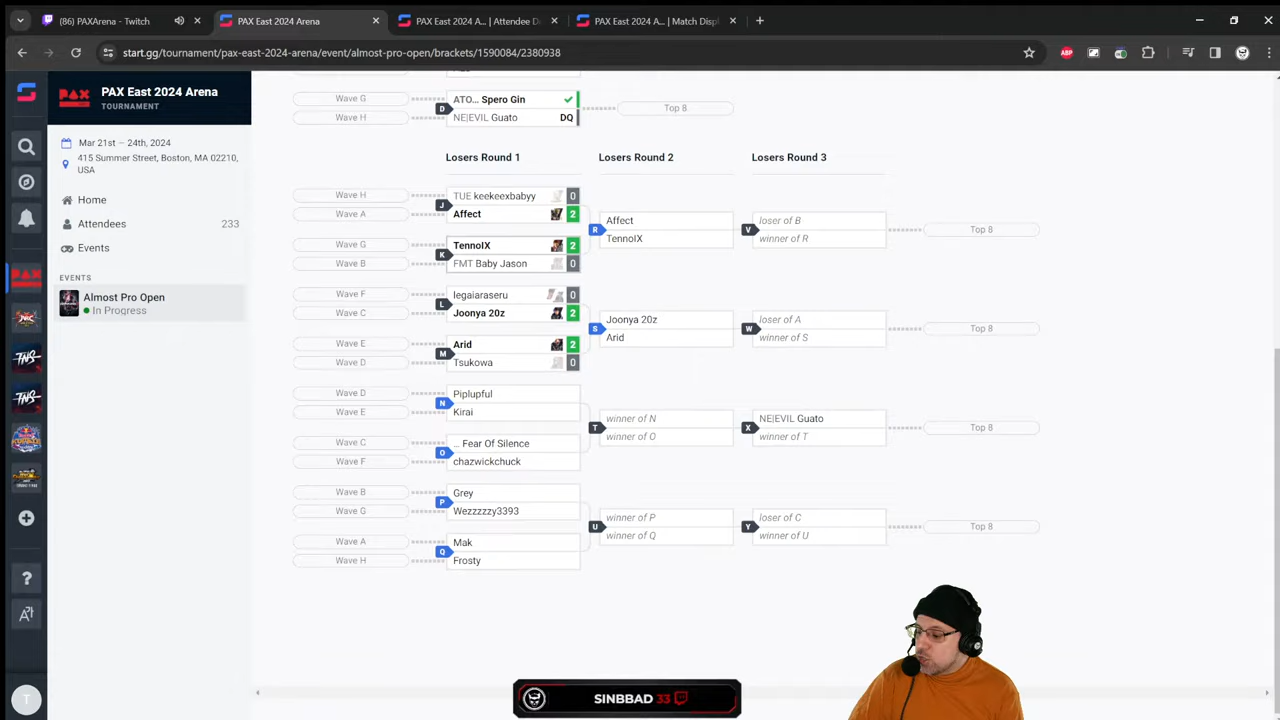 PAXArena - Twitch
PAX East 2024 Arena
PAX East 2024 A... | Attendee D
PAX East 2024 A... | Match Displ
start.gg/tournament/pax-east-2024-arena/event/almost-pro-open/brackets/1590084/2380938
ABP
PAX
PAX East 2024 Arena
TOURNAMENT
Mar 21st – 24th, 2024
415 Summer Street, Boston, MA 02210,
USA
Home
Attendees 233
Events
EVENTS
Almost Pro Open
In Progress
PAX
TNS
TNS
?
T
Wave G
Wave H
D
ATO... Spero Gin
NE|EVIL Guato DQ
Top 8
Losers Round 1
Losers Round 2
Losers Round 3
Wave H
Wave A
J
TUE keekeexbabyy 0
Affect 2
Wave G
Wave B
K
TennoIX 2
FMT Baby Jason 0
R
Affect
TennoIX
V
loser of B
winner of R
Top 8
Wave F
Wave C
L
legaiaraseru 0
Joonya 20z 2
Wave E
Wave D
M
Arid 2
Tsukowa 0
S
Joonya 20z
Arid
W
loser of A
winner of S
Top 8
Wave D
Wave E
N
Piplupful
Kirai
Wave C
Wave F
O
... Fear Of Silence
chazwickchuck
T
winner of N
winner of O
X
NE|EVIL Guato
winner of T
Top 8
Wave B
Wave G
P
Grey
Wezzzzzy3393
Wave A
Wave H
Q
Mak
Frosty
U
winner of P
winner of Q
Y
loser of C
winner of U
Top 8
SINBBAD 33